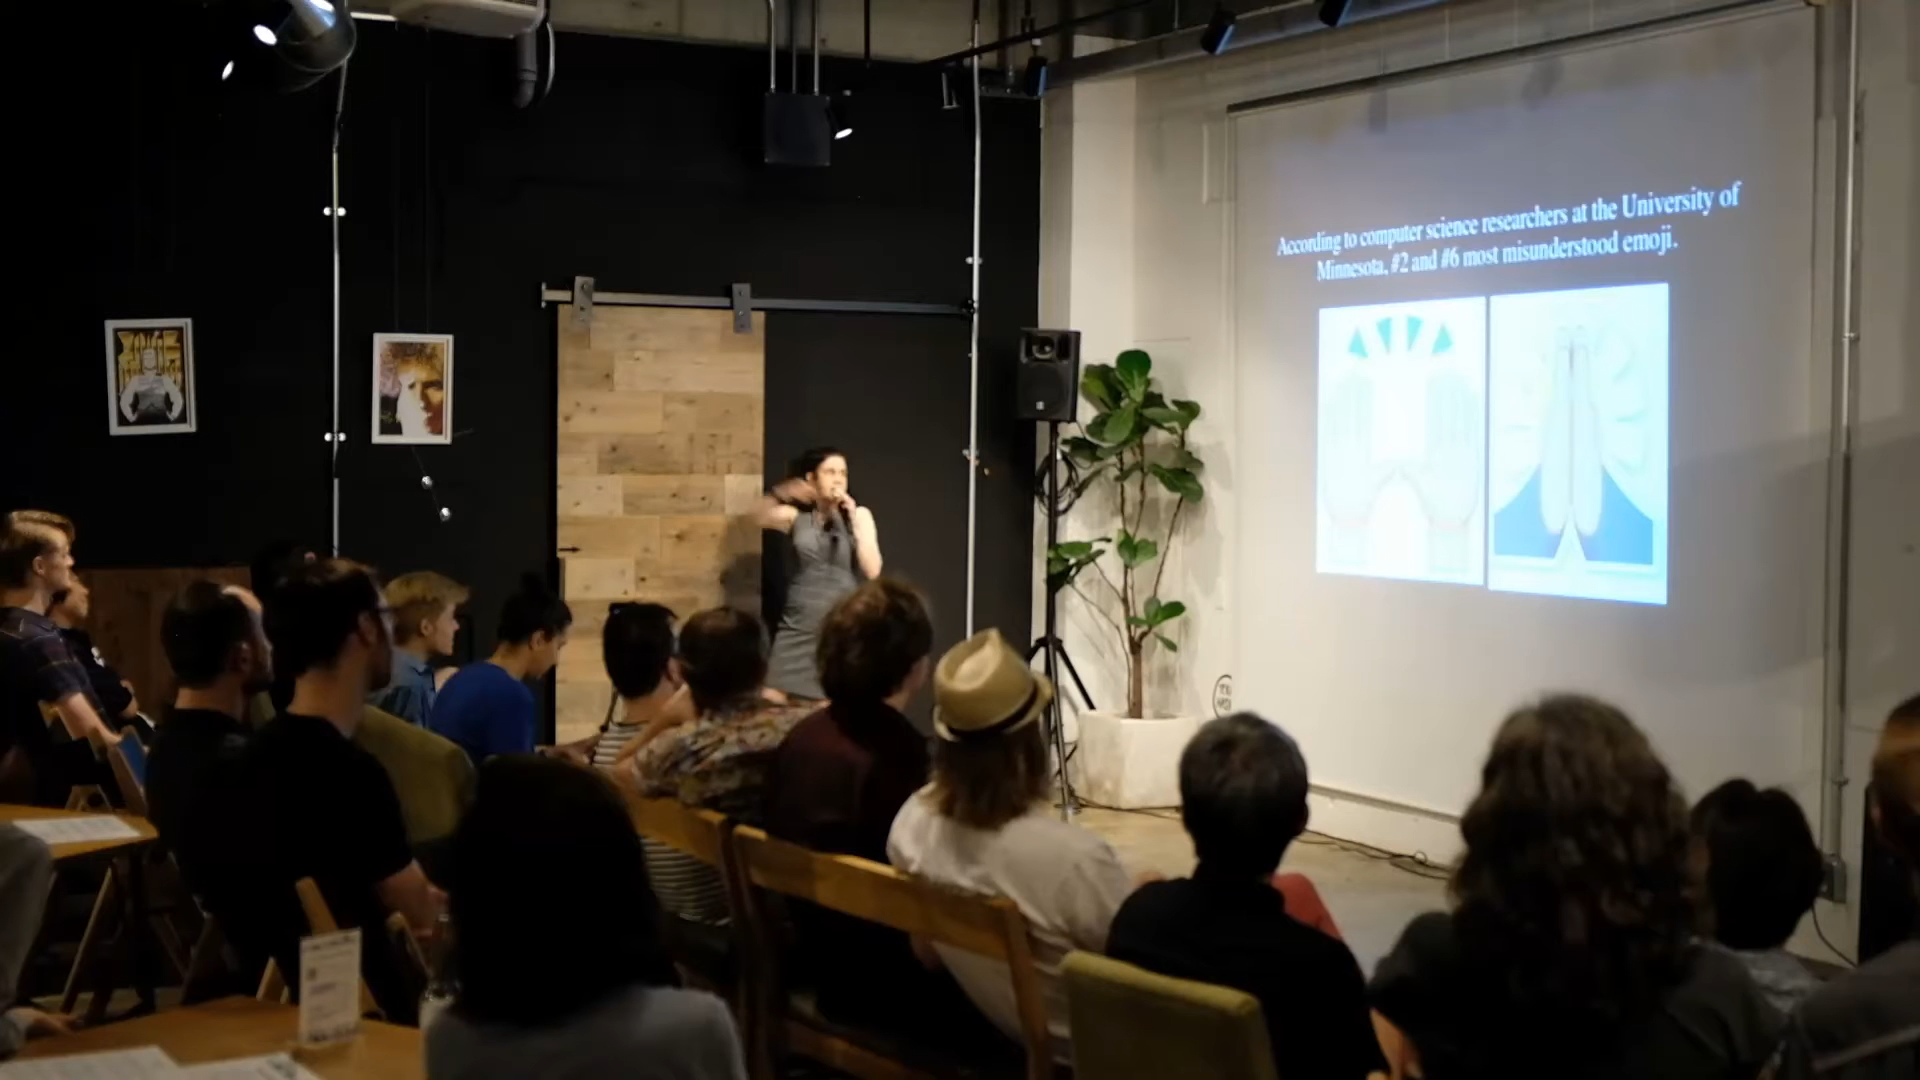 According to computer science researchers at the University of
Minnesota, #2 and #6 most misunderstood emoji.